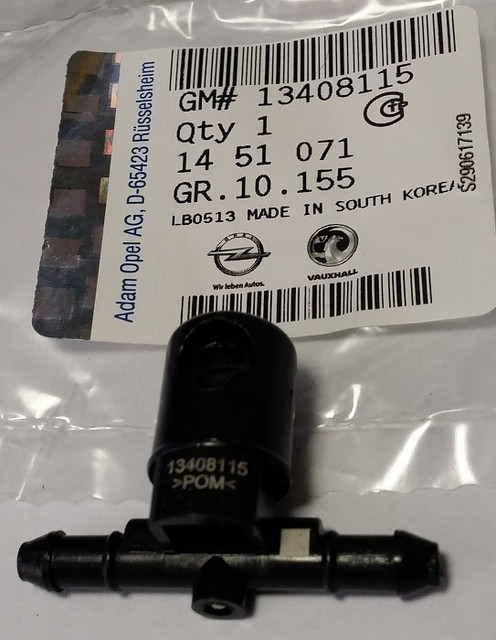 Adam Opel AG, D-65423 Rüsselsheim
GM# 13408115
Qty 1
14 51 071
GR.10.155
LB0513 MADE IN SOUTH KOREA
S290617139
Wir leben Autos.
VAUXHALL
13408115
>POM<